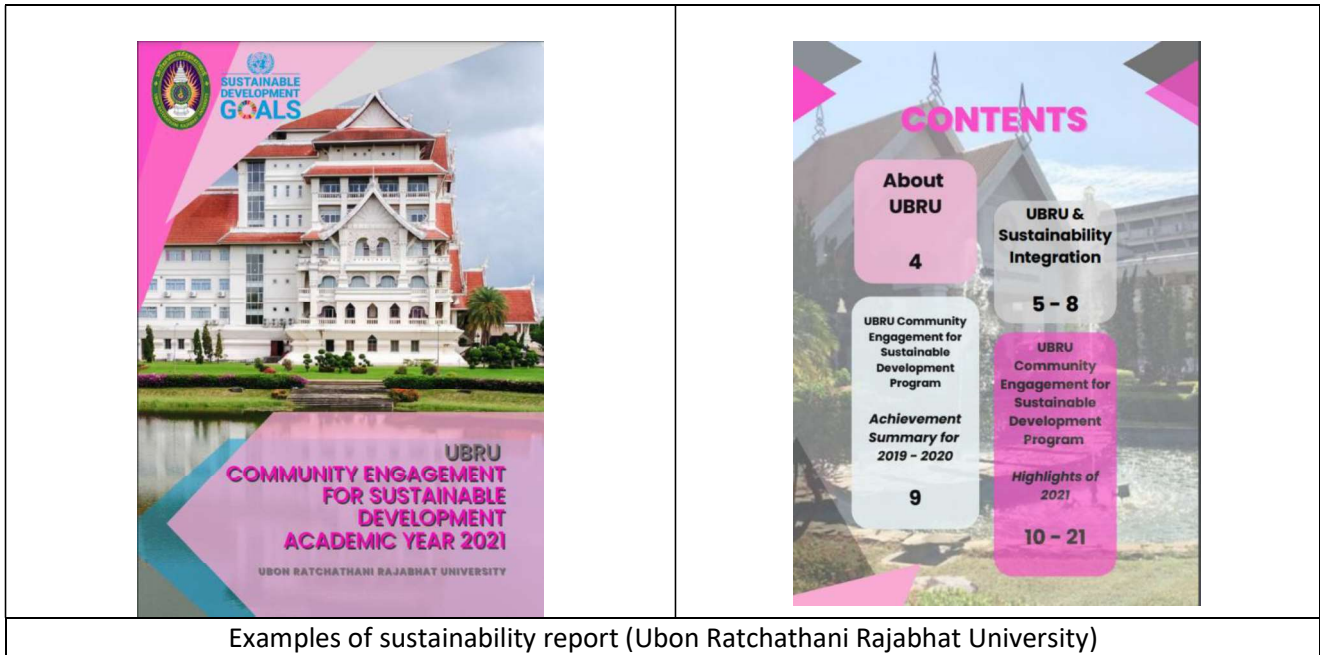 SUSTAINABLE
DEVELOPMENT
GOALS
UBRU
COMMUNITY ENGAGEMENT
FOR SUSTAINABLE
DEVELOPMENT
ACADEMIC YEAR 2021
UBON RATCHATHANI RAJABHAT UNIVERSITY
CONTENTS
About
UBRU
4
UBRU &
Sustainability
Integration
5 - 8
UBRU Community
Engagement for
Sustainable
Development
Program
Achievement
Summary for
2019 - 2020
9
UBRU
Community
Engagement for
Sustainable
Development
Program
Highlights of
2021
10 - 21
Examples of sustainability report (Ubon Ratchathani Rajabhat University)